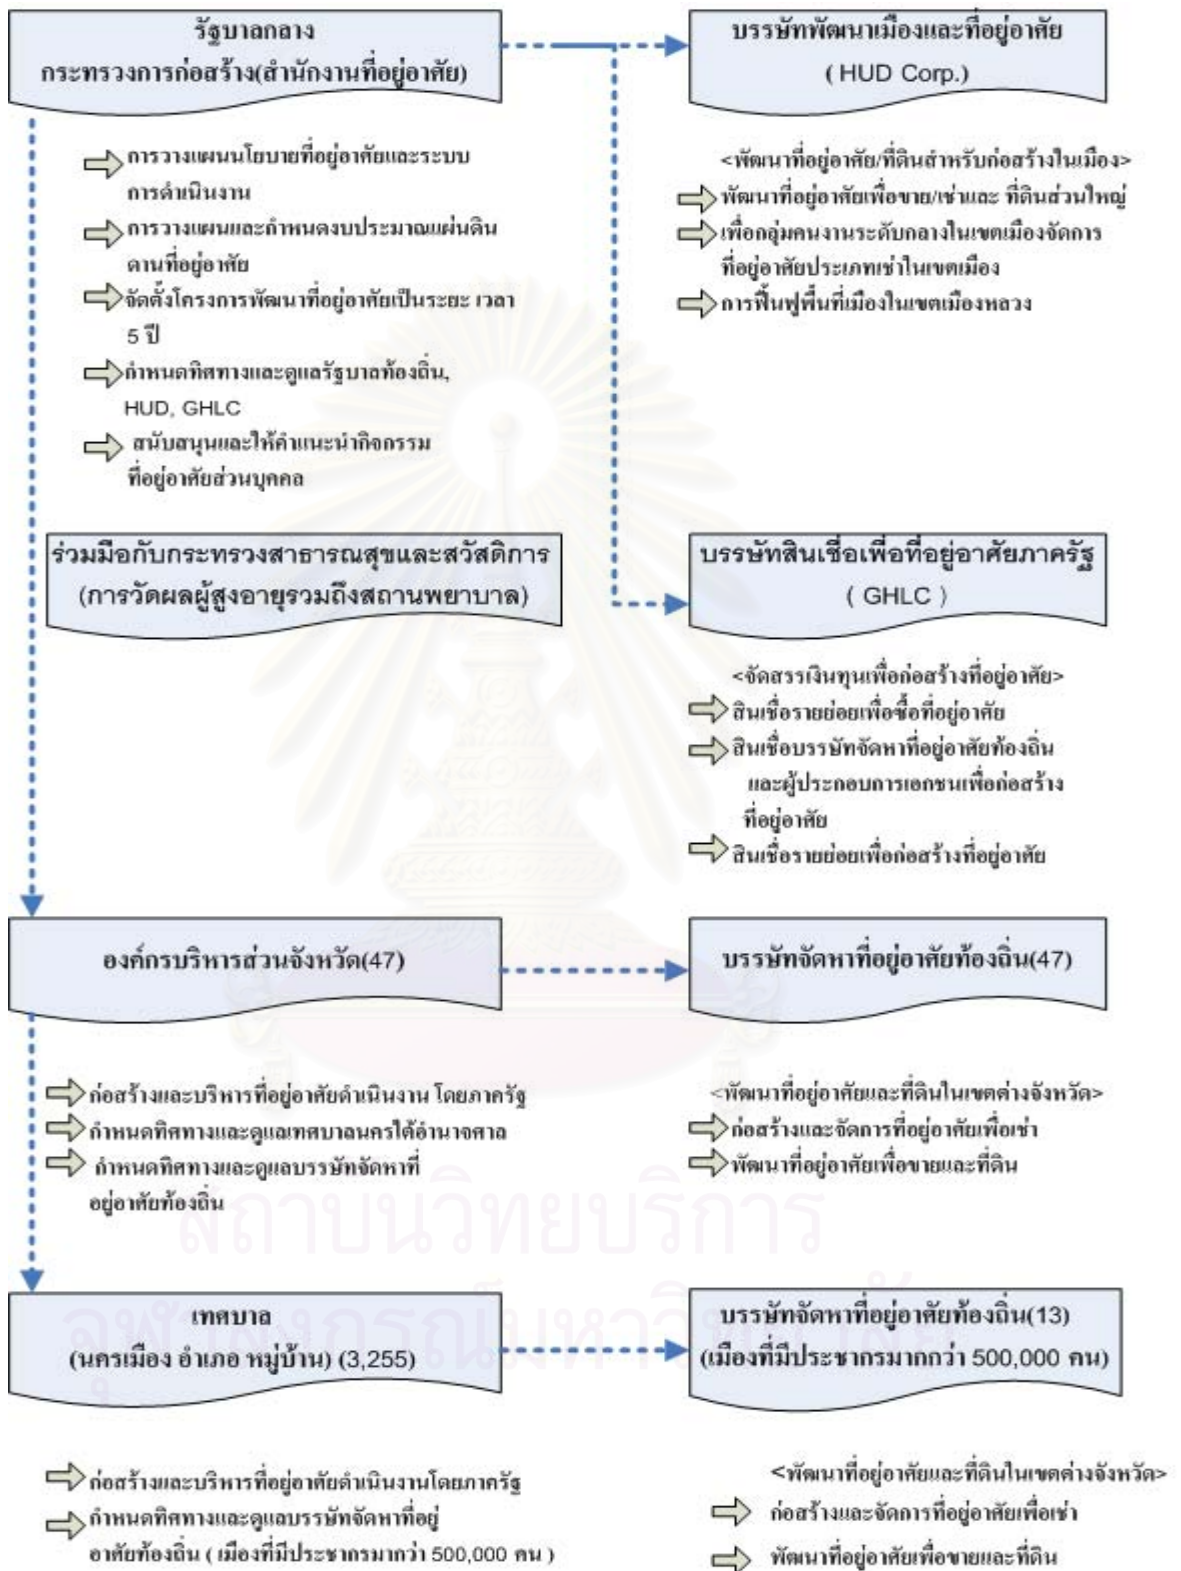 รัฐบาลกลาง
กระทรวงการก่อสร้าง(สำนักงานที่อยู่อาศัย)
บรรษัทพัฒนาเมืองและที่อยู่อาศัย
( HUD Corp.)
การวางแผนนโยบายที่อยู่อาศัยและระบบ
การดำเนินงาน
การวางแผนและกำหนดงบประมาณแผ่นดิน
ด้านที่อยู่อาศัย
จัดตั้งโครงการพัฒนาที่อยู่อาศัยเป็นระยะ เวลา
5 ปี
กำหนดทิศทางและดูแลรัฐบาลท้องถิ่น,
HUD, GHLC
สนับสนุนและให้คำแนะนำกิจกรรม
ที่อยู่อาศัยส่วนบุคคล
<พัฒนาที่อยู่อาศัย/ที่ดินสำหรับก่อสร้างในเมือง>
พัฒนาที่อยู่อาศัยเพื่อขาย/เช่าและ ที่ดินส่วนใหญ่
เพื่อกลุ่มคนงานระดับกลางในเขตเมืองจัดการ
ที่อยู่อาศัยประเภทเช่าในเขตเมือง
การฟื้นฟูพื้นที่เมืองในเขตเมืองหลวง
ร่วมมือกับกระทรวงสาธารณสุขและสวัสดิการ
(การวัดผลผู้สูงอายุรวมถึงสถานพยาบาล)
บรรษัทสินเชื่อเพื่อที่อยู่อาศัยภาครัฐ
( GHLC )
<จัดสรรเงินทุนเพื่อก่อสร้างที่อยู่อาศัย>
สินเชื่อรายย่อยเพื่อซื้อที่อยู่อาศัย
สินเชื่อบรรษัทจัดหาที่อยู่อาศัยท้องถิ่น
และผู้ประกอบการเอกชนเพื่อก่อสร้าง
ที่อยู่อาศัย
สินเชื่อรายย่อยเพื่อก่อสร้างที่อยู่อาศัย
องค์กรบริหารส่วนจังหวัด(47)
บรรษัทจัดหาที่อยู่อาศัยท้องถิ่น(47)
ก่อสร้างและบริหารที่อยู่อาศัยดำเนินงาน โดยภาครัฐ
กำหนดทิศทางและดูแลเทศบาลนครใต้อำนาจศาล
กำหนดทิศทางและดูแลบรรษัทจัดหาที่
อยู่อาศัยท้องถิ่น
<พัฒนาที่อยู่อาศัยและที่ดินในเขตต่างจังหวัด>
ก่อสร้างและจัดการที่อยู่อาศัยเพื่อเช่า
พัฒนาที่อยู่อาศัยเพื่อขายและที่ดิน
สถาบันวิทยบริการ
จุฬาลงกรณ์มหาวิทยาลัย
เทศบาล
(นครเมือง อำเภอ หมู่บ้าน) (3,255)
บรรษัทจัดหาที่อยู่อาศัยท้องถิ่น(13)
(เมืองที่มีประชากรมากกว่า 500,000 คน)
ก่อสร้างและบริหารที่อยู่อาศัยดำเนินงานโดยภาครัฐ
กำหนดทิศทางและดูแลบรรษัทจัดหาที่อยู่
อาศัยท้องถิ่น ( เมืองที่มีประชากรมากว่า 500,000 คน )
<พัฒนาที่อยู่อาศัยและที่ดินในเขตต่างจังหวัด>
ก่อสร้างและจัดการที่อยู่อาศัยเพื่อเช่า
พัฒนาที่อยู่อาศัยเพื่อขายและที่ดิน